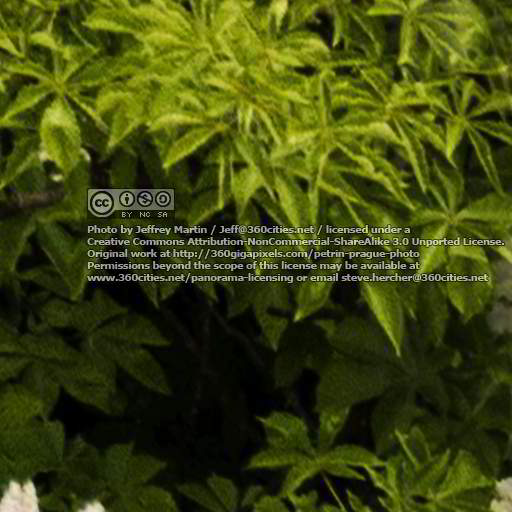 cc BY NC SA
Photo by Jeffrey Martin / Jeff@360cities.net / licensed under a
Creative Commons Attribution-NonCommercial-ShareAlike 3.0 Unported License.
Original work at http://360gigapixels.com/petrin-prague-photo
Permissions beyond the scope of this license may be available at
www.360cities.net/panorama-licensing or email steve.hercher@360cities.net